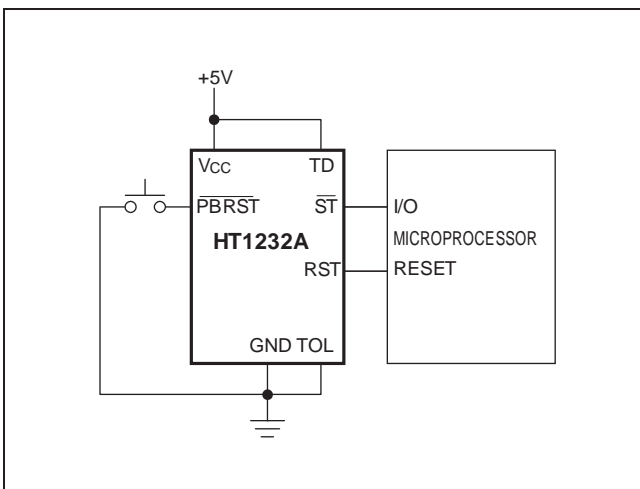 +5V
VCC TD
PBRST ST I/O
HT1232A MICROPROCESSOR
RST RESET
GND TOL